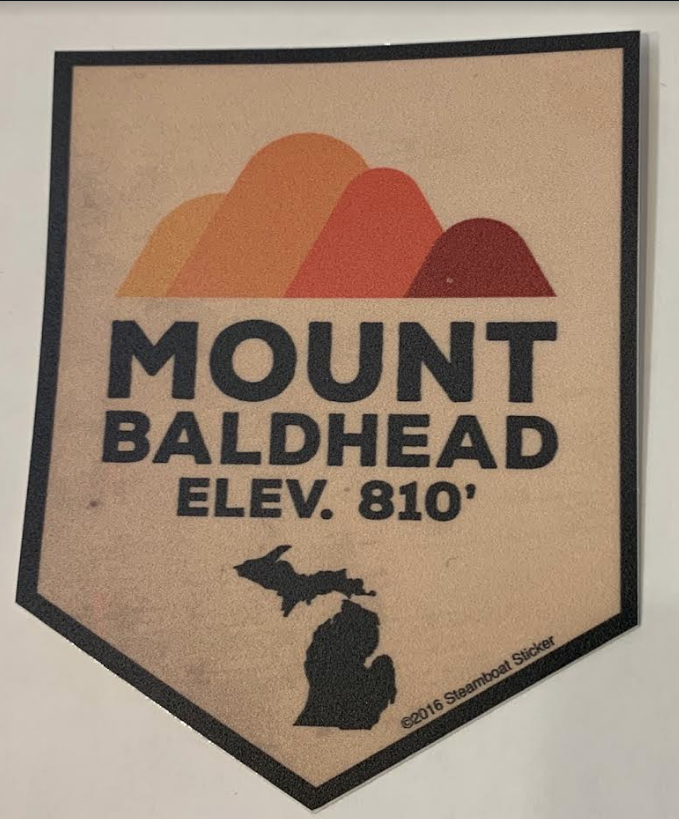 MOUNT
BALDHEAD
ELEV. 810’
©2016 Steamboat Sticker